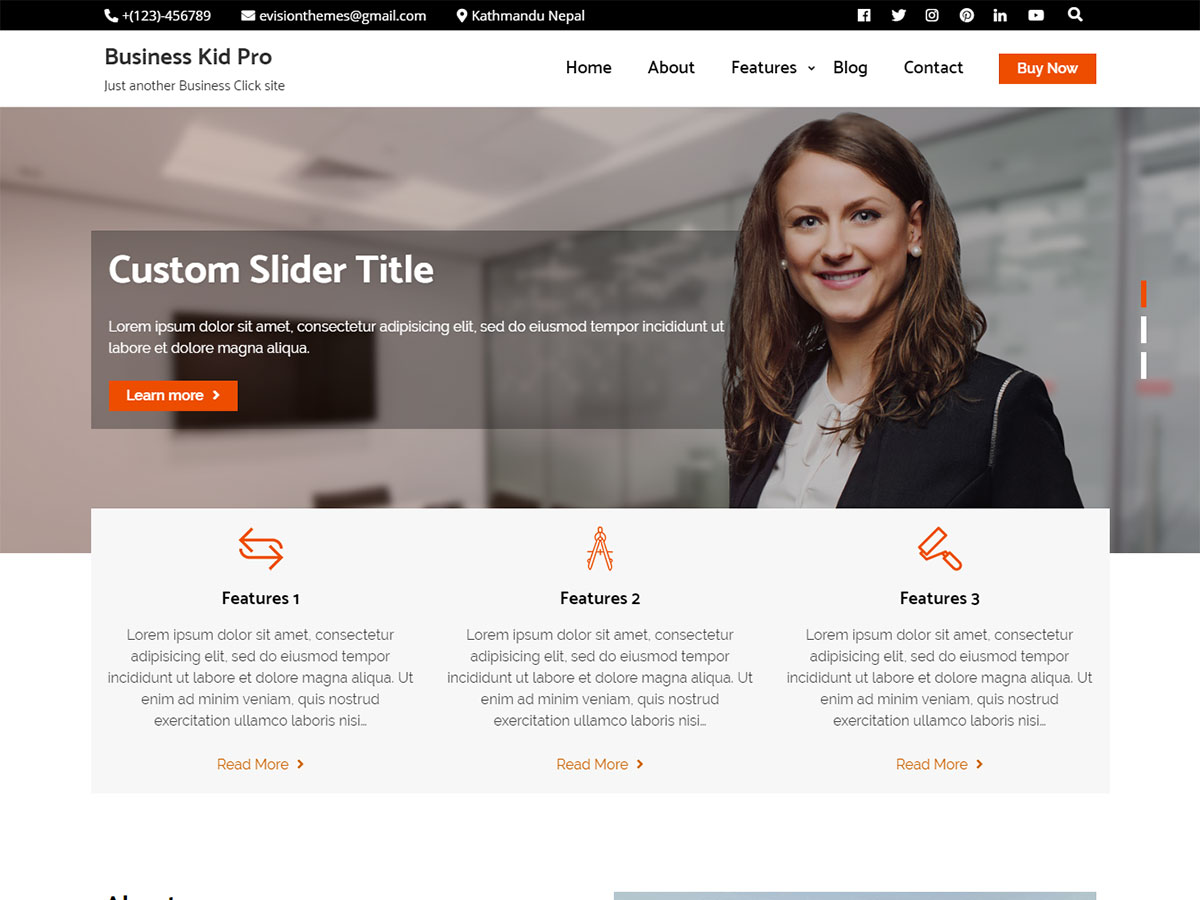 +(123)-456789 evisionthemes@gmail.com Kathmandu Nepal
Business Kid Pro
Just another Business Click site
Home About Features Blog Contact Buy Now
Custom Slider Title
Lorem ipsum dolor sit amet, consectetur adipisicing elit, sed do eiusmod tempor incididunt ut
labore et dolore magna aliqua.
Learn more
Features 1
Lorem ipsum dolor sit amet, consectetur
adipisicing elit, sed do eiusmod tempor
incididunt ut labore et dolore magna aliqua. Ut
enim ad minim veniam, quis nostrud
exercitation ullamco laboris nisi...
Read More
Features 2
Lorem ipsum dolor sit amet, consectetur
adipisicing elit, sed do eiusmod tempor
incididunt ut labore et dolore magna aliqua. Ut
enim ad minim veniam, quis nostrud
exercitation ullamco laboris nisi...
Read More
Features 3
Lorem ipsum dolor sit amet, consectetur
adipisicing elit, sed do eiusmod tempor
incididunt ut labore et dolore magna aliqua. Ut
enim ad minim veniam, quis nostrud
exercitation ullamco laboris nisi...
Read More